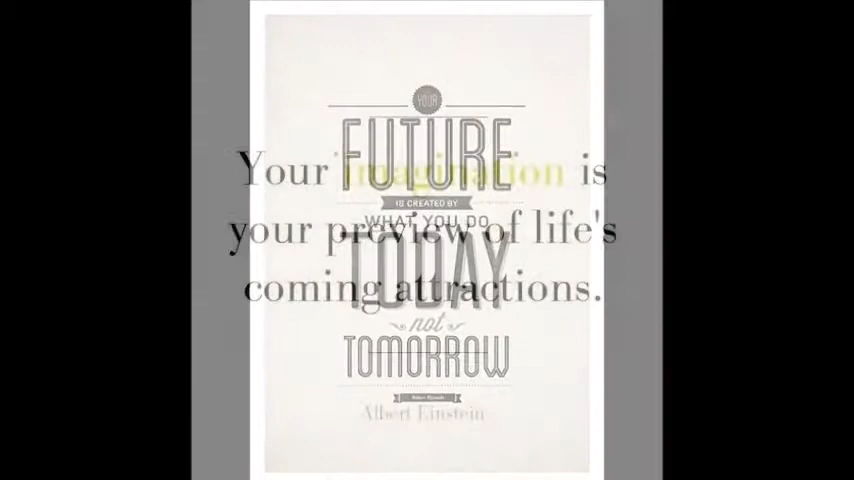 YOUR
FUTURE
Your imagination is
IS CREATED BY
WHAT YOU DO
your preview of life's
TODAY
coming attractions.
not
TOMORROW
Albert Einstein